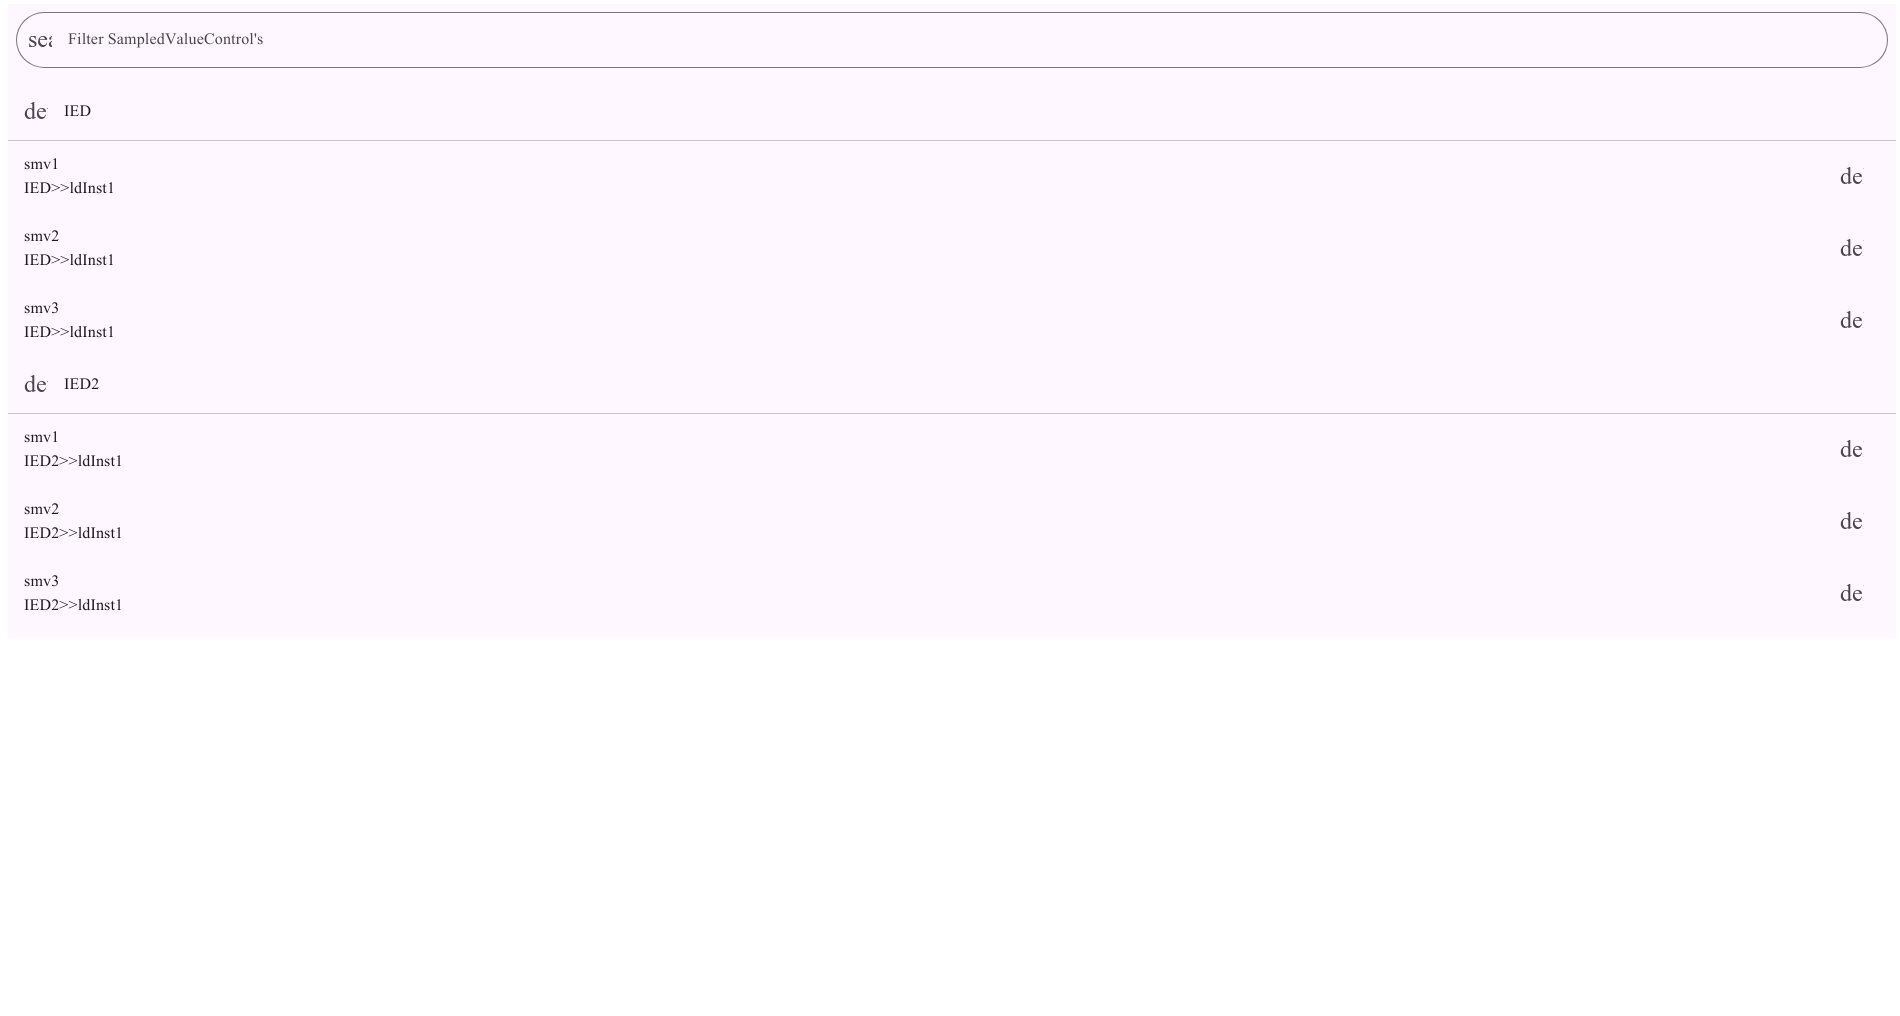 Filter SampledValueControl's
de IED
smv1
IED>>ldInst1
de
smv2
IED>>ldInst1
de
smv3
IED>>ldInst1
de
de IED2
smv1
IED2>>ldInst1
de
smv2
IED2>>ldInst1
de
smv3
IED2>>ldInst1
de